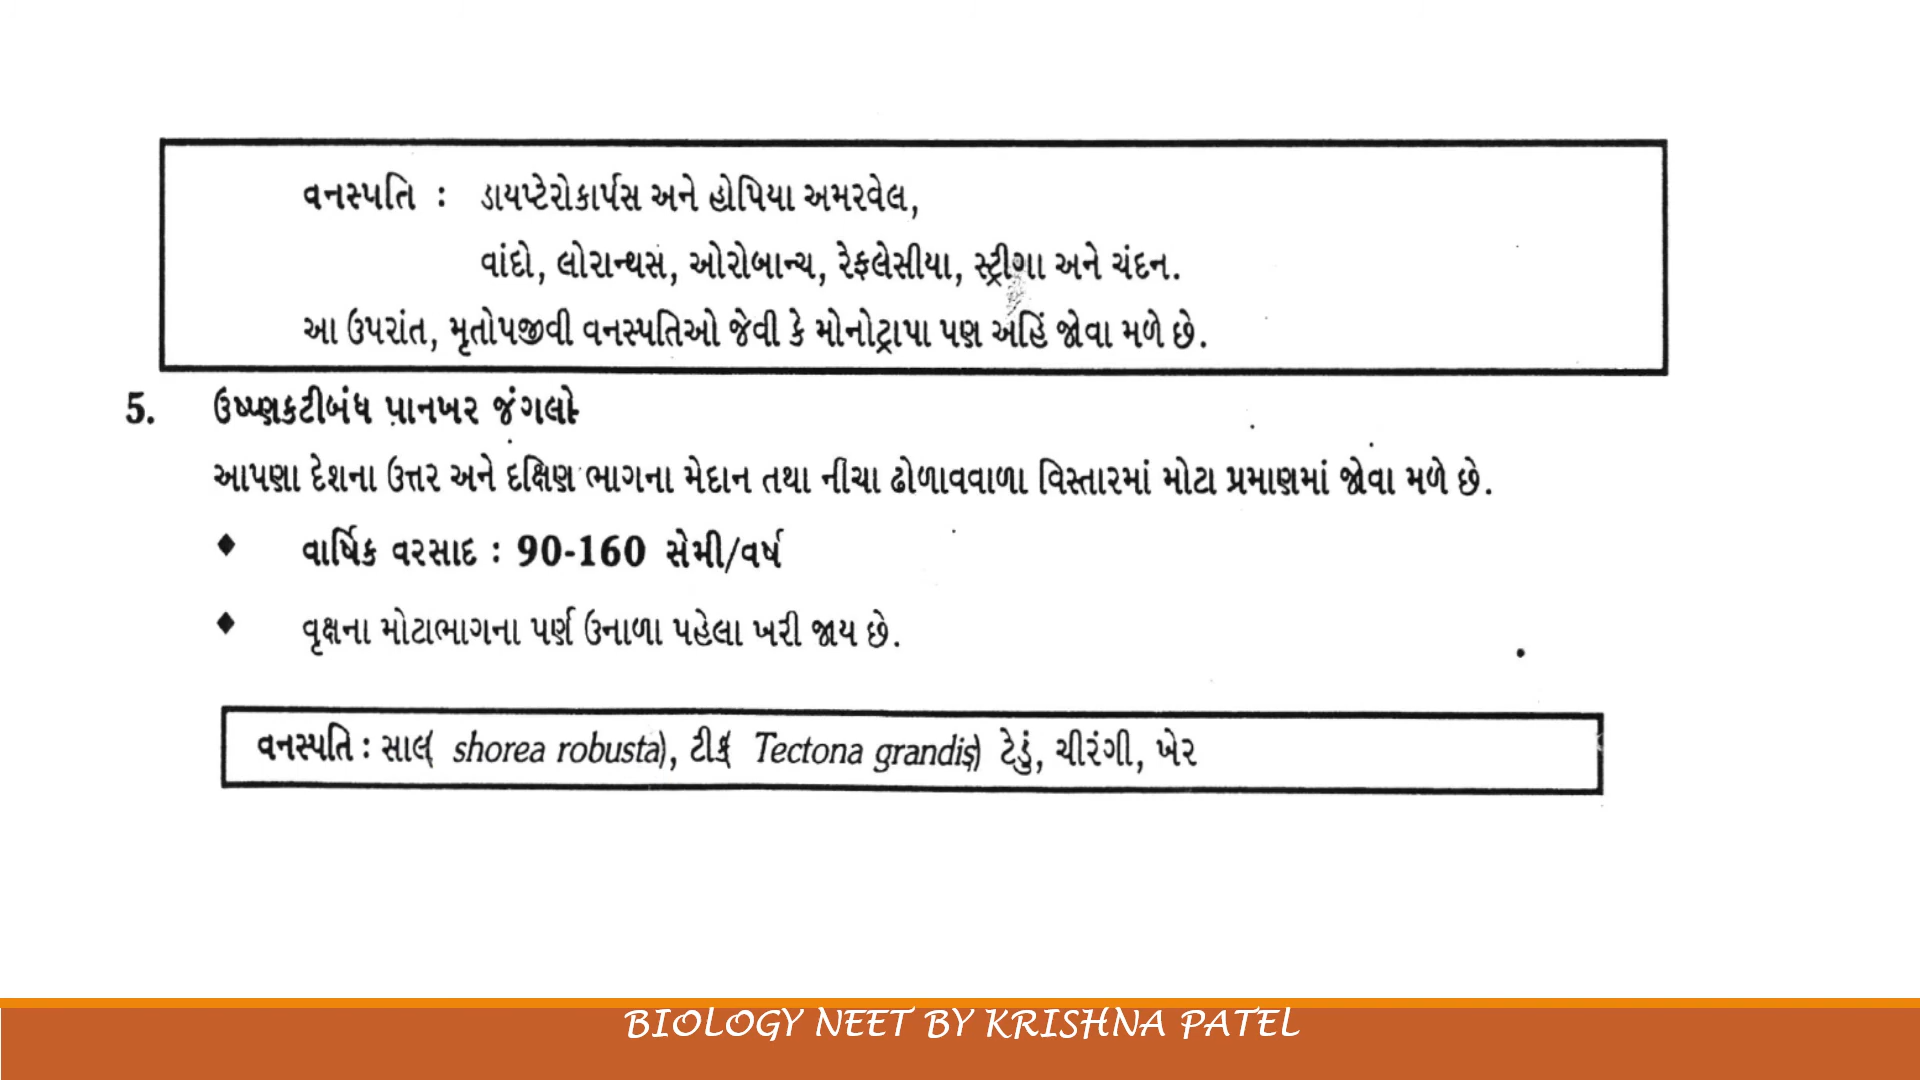 વનસ્પતિ : ડાયપ્ટેરોકાર્પસ અને હોપિયા અમરવેલ,
વાંદો, લોરાન્થસ, ઓરોબાન્ચ, રેફલેસીયા, સ્ટ્રીગા અને ચંદન.
આ ઉપરાંત, મૃતોપજીવી વનસ્પતિઓ જેવી કે મોનોટ્રાપા પણ અહિં જોવા મળે છે.
5. ઉષ્પ્ણકટીબંધ પાનખર જંગલો
આપણા દેશના ઉત્તર અને દક્ષિણ ભાગના મેદાન તથા નીચા ઢોળાવવાળા વિસ્તારમાં મોટા પ્રમાણમાં જોવા મળે છે.
♦ વાર્ષિક વરસાદ : 90-160 સેમી/વર્ષ
♦ વૃક્ષના મોટાભાગના પર્ણ ઉનાળા પહેલા ખરી જાય છે.
વનસ્પતિ : સાલ( shorea robusta), ટીક( Tectona grandis) ટેડું, ચીરંગી, ખેર
BIOLOGY NEET BY KRISHNA PATEL